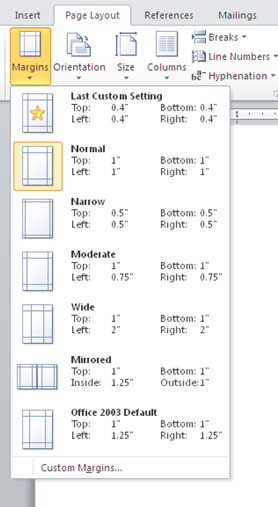 Insert Page Layout References Mailings
Margins Orientation Size Columns
Breaks
Line Numbers
Hyphenation
1
Last Custom Setting
Top: 0.4" Bottom: 0.4"
Left: 0.4" Right: 0.4"
Normal
Top: 1" Bottom: 1"
Left: 1" Right: 1"
Narrow
Top: 0.5" Bottom: 0.5"
Left: 0.5" Right: 0.5"
Moderate
Top: 1" Bottom: 1"
Left: 0.75" Right: 0.75"
Wide
Top: 1" Bottom: 1"
Left: 2" Right: 2"
Mirrored
Top: 1" Bottom: 1"
Inside: 1.25" Outside: 1"
Office 2003 Default
Top: 1" Bottom: 1"
Left: 1.25" Right: 1.25"
Custom Margins...